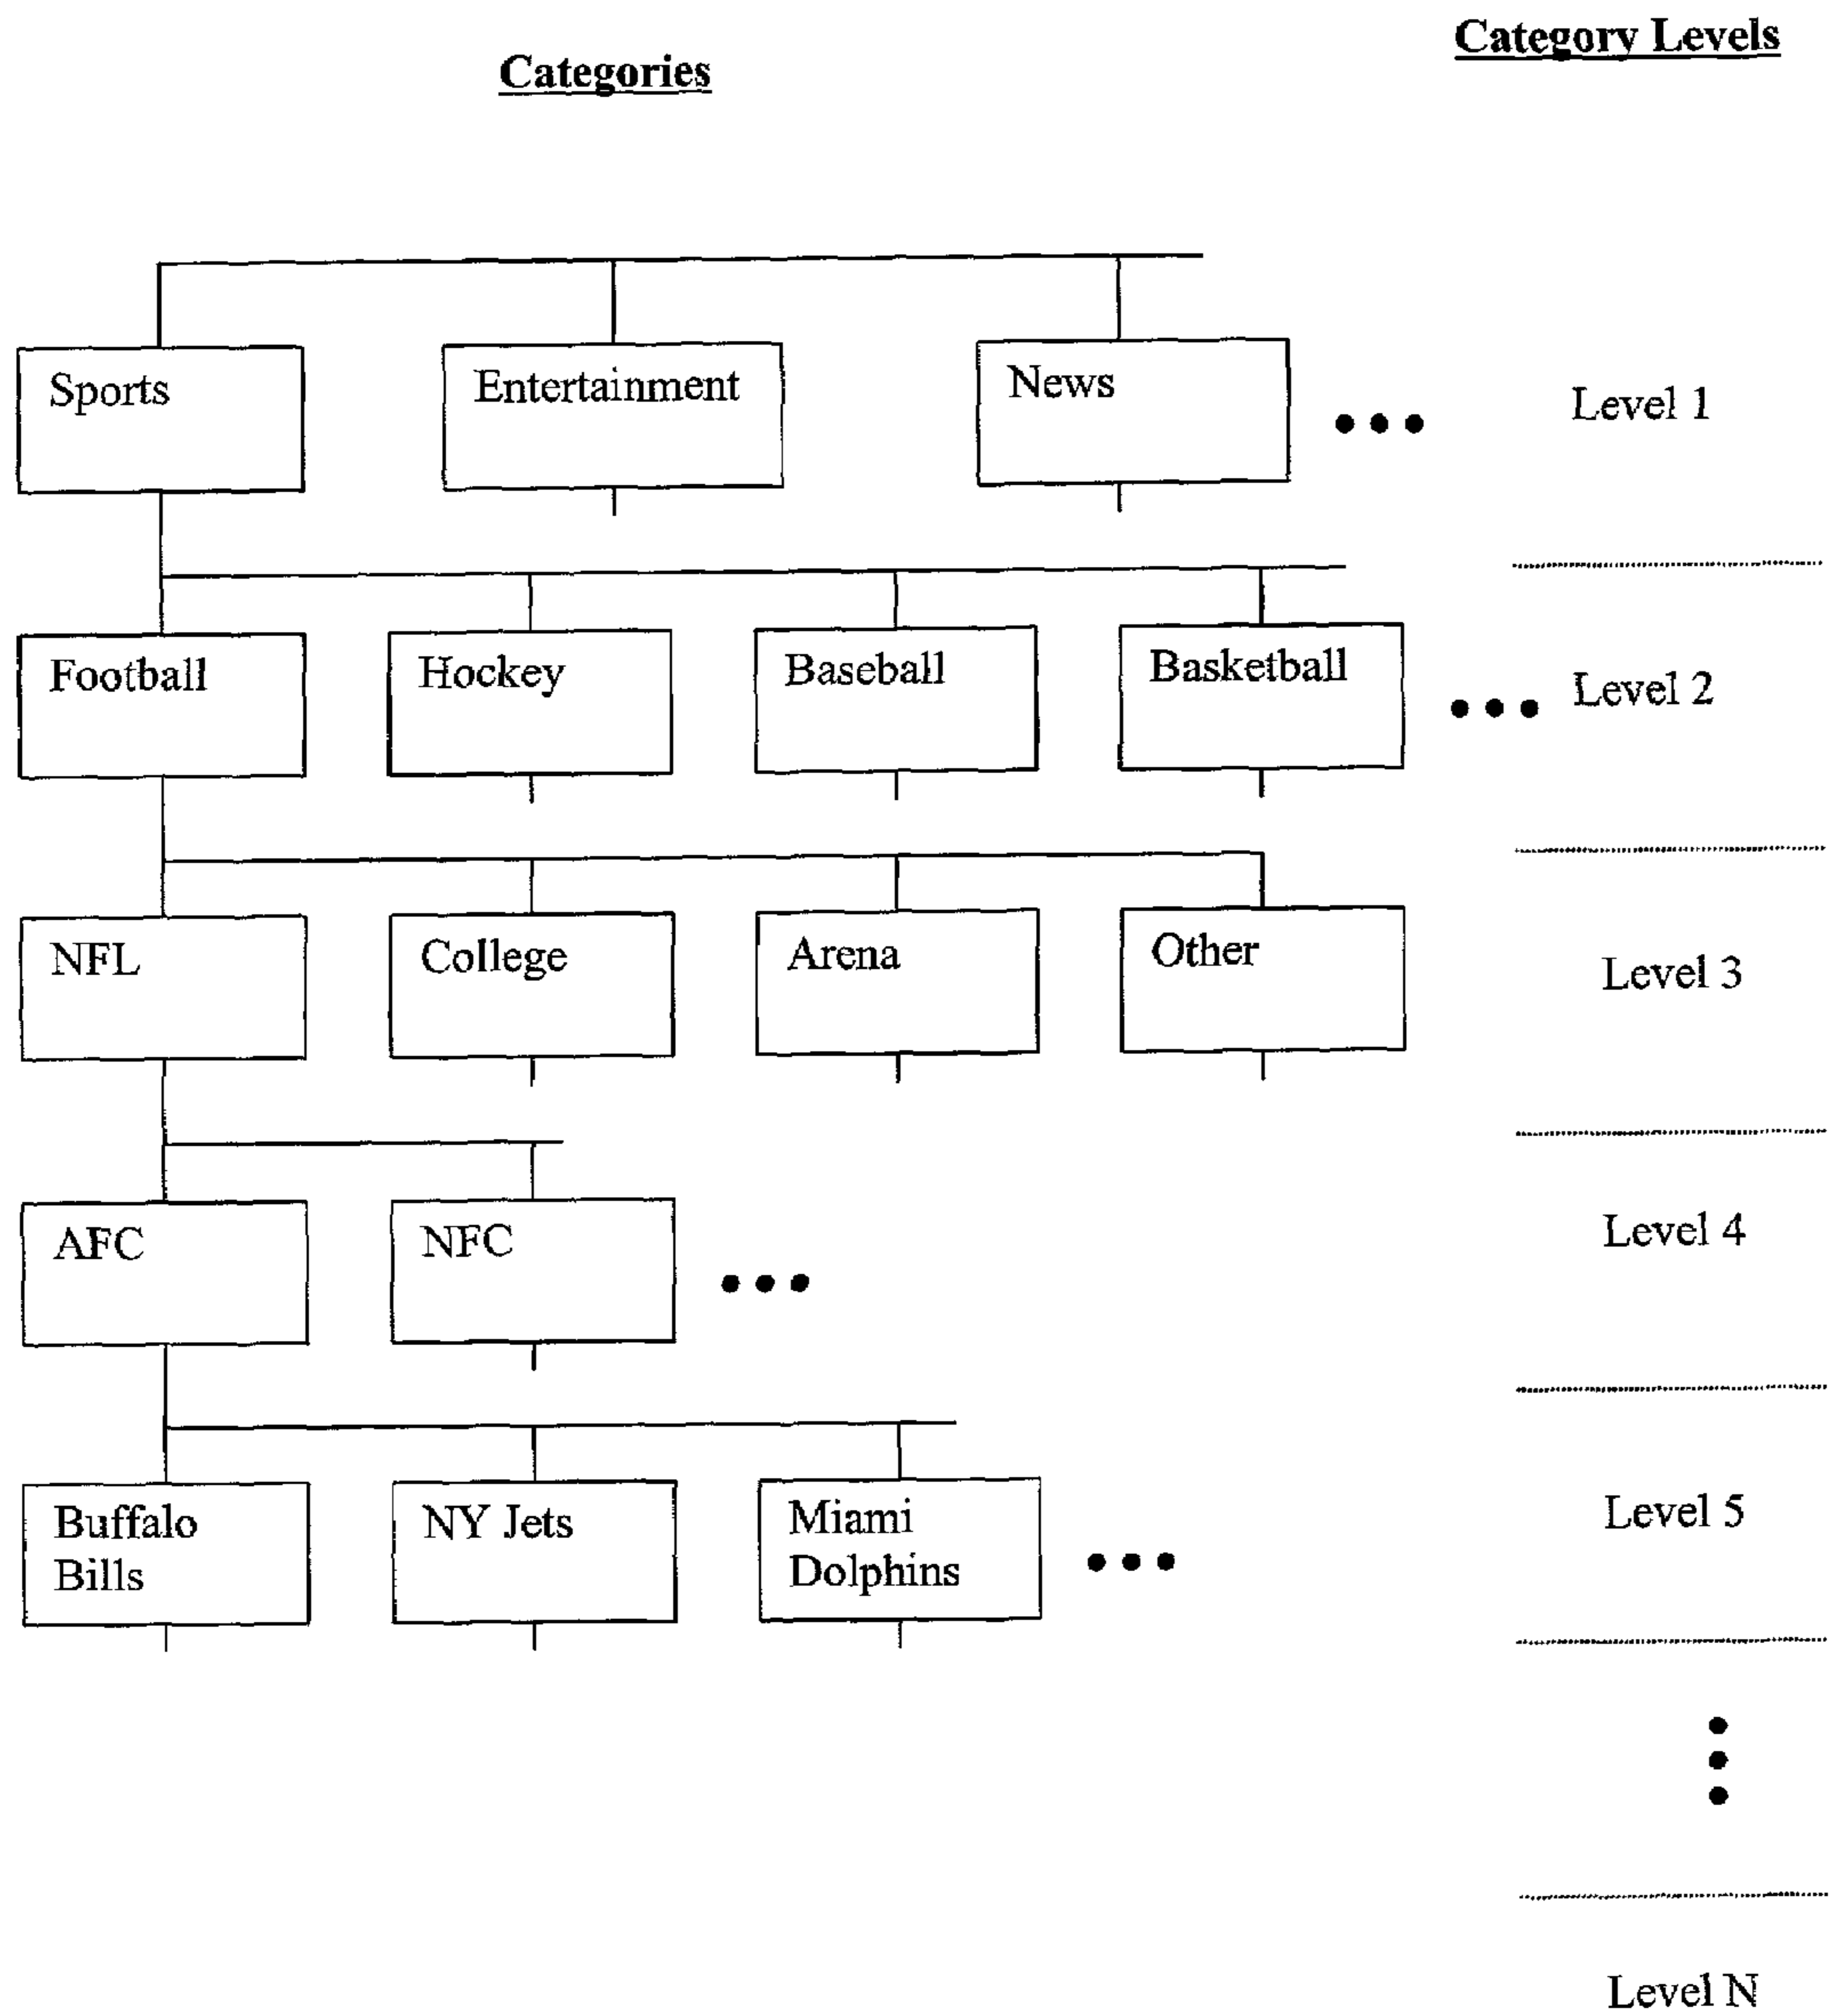 Category Levels
Categories
Sports
Entertainment
News
Level 1
Football
Hockey
Baseball
Basketball
Level 2
NFL
College
Arena
Other
Level 3
AFC
NFC
Level 4
Buffalo
Bills
NY Jets
Miami
Dolphins
Level 5
Level N